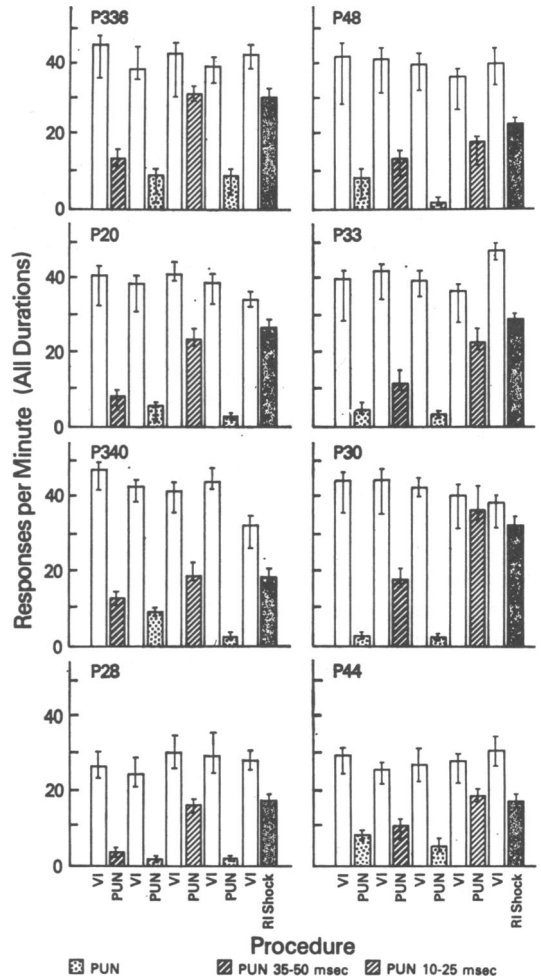 P336
P48
40
20
0
P20
P33
40
20
0
P340
P30
40
20
0
P28
P44
40
20
0
Responses per Minute (All Durations)
VI PUN VI PUN VI PUN VI PUN VI RI Shock
VI PUN VI PUN VI PUN VI PUN VI RI Shock
Procedure
PUN PUN 35-50 msec PUN 10-25 msec